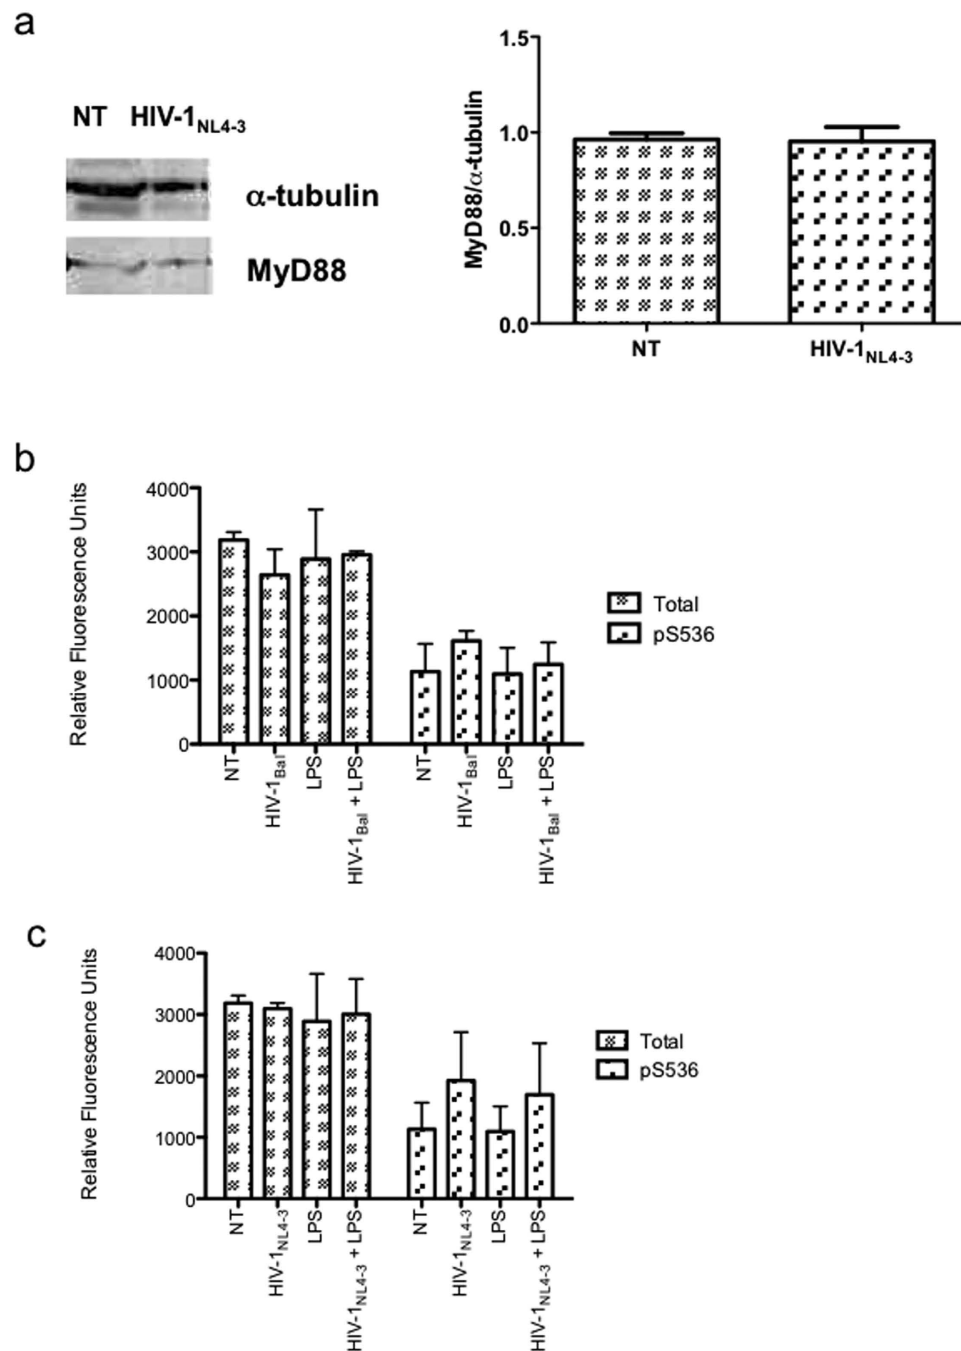 a
NT HIV-1NL4-3
α-tubulin
MyD88
MyD88/α-tubulin
1.5
1.0
0.5
0.0
NT HIV-1NL4-3
b
Relative Fluorescence Units
4000
3000
2000
1000
0
NT
HIV-1Bal
LPS
HIV-1Bal + LPS
NT
HIV-1Bal
LPS
HIV-1Bal + LPS
Total
pS536
c
Relative Fluorescence Units
4000
3000
2000
1000
0
NT
HIV-1NL4-3
LPS
HIV-1NL4-3 + LPS
NT
HIV-1NL4-3
LPS
HIV-1NL4-3 + LPS
Total
pS536